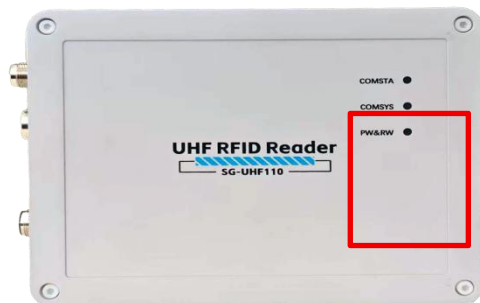 COMSTA
COMSYS
PW&RW
UHF RFID Reader
SG-UHF110